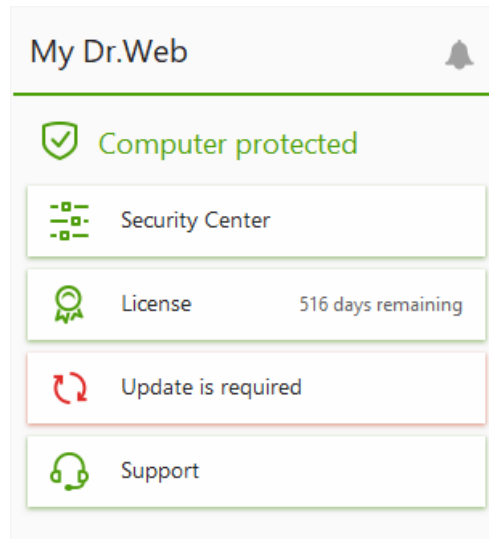 My Dr.Web
Computer protected
Security Center
License 516 days remaining
Update is required
Support